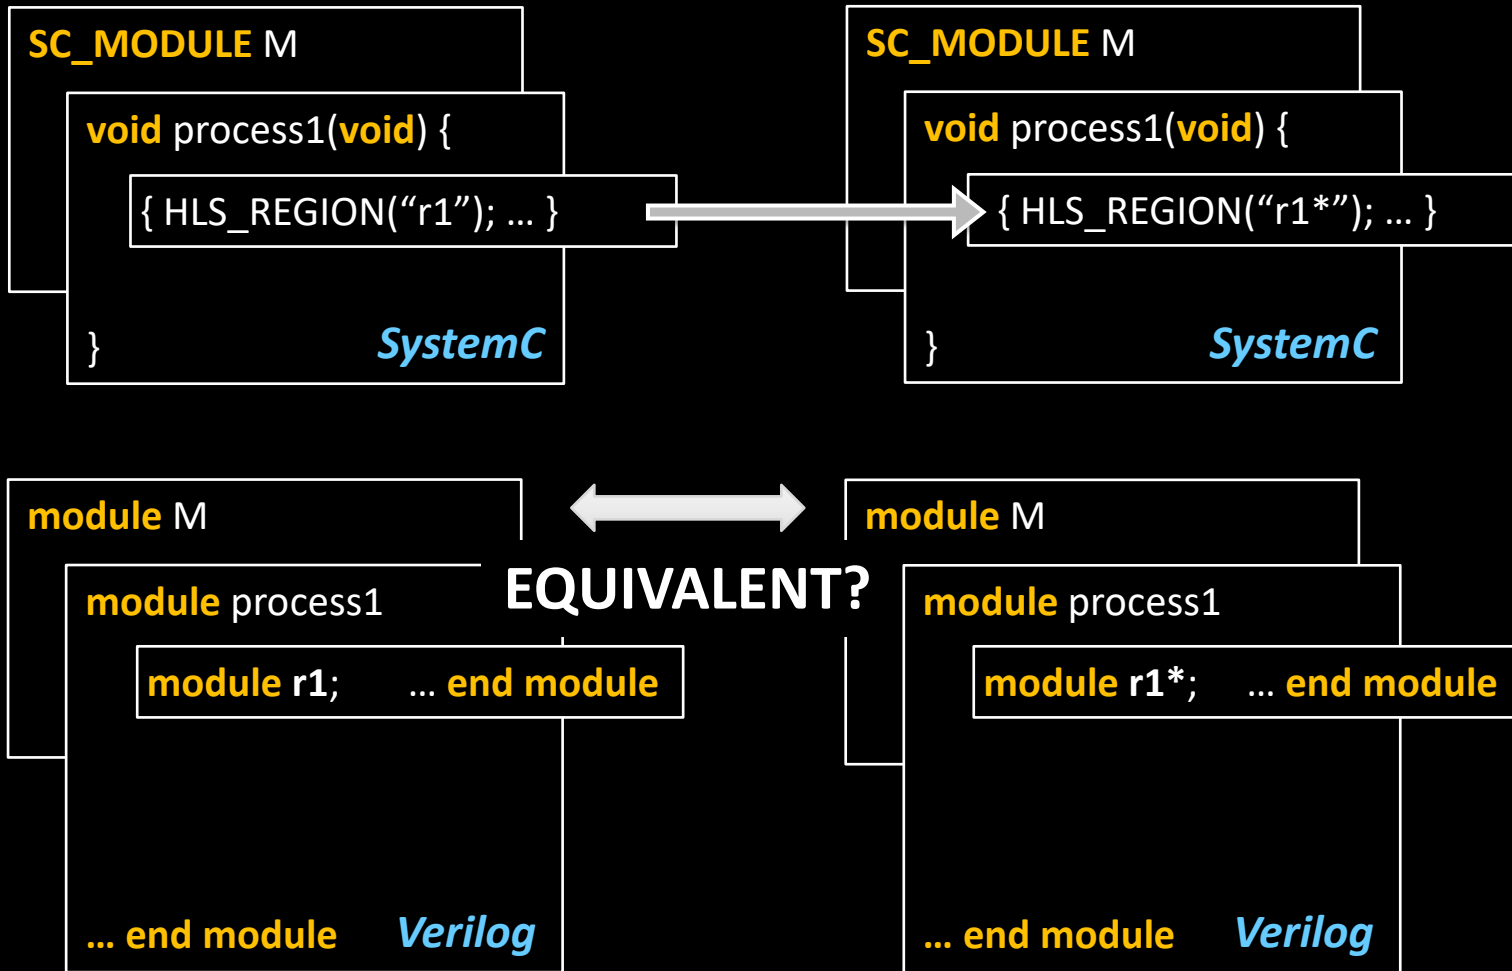 SC_MODULE M
void process1(void) {
{ HLS_REGION(“r1”); … }
} SystemC
SC_MODULE M
void process1(void) {
{ HLS_REGION(“r1*”); … }
} SystemC
module M
module process1
module r1; … end module
… end module Verilog
EQUIVALENT?
module M
module process1
module r1*; … end module
… end module Verilog